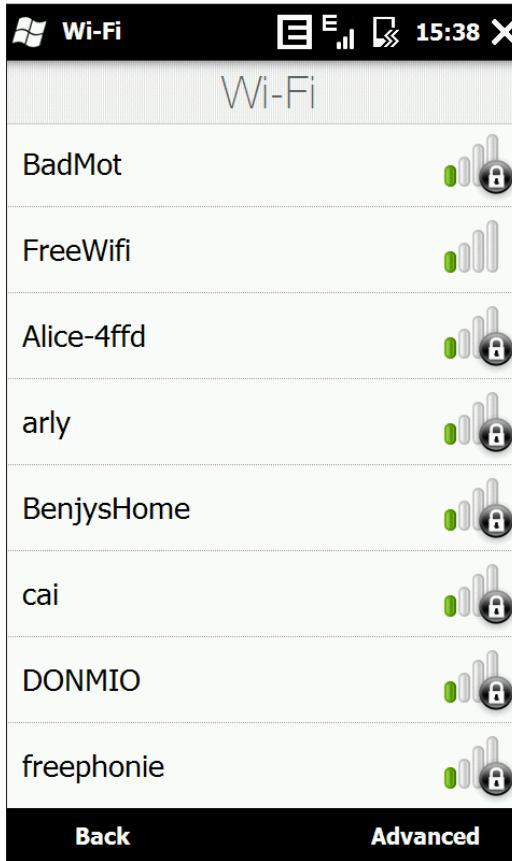 Wi-Fi E E 15:38
Wi-Fi
BadMot
FreeWifi
Alice-4ffd
arly
BenjysHome
cai
DONMIO
freephonie
Back Advanced